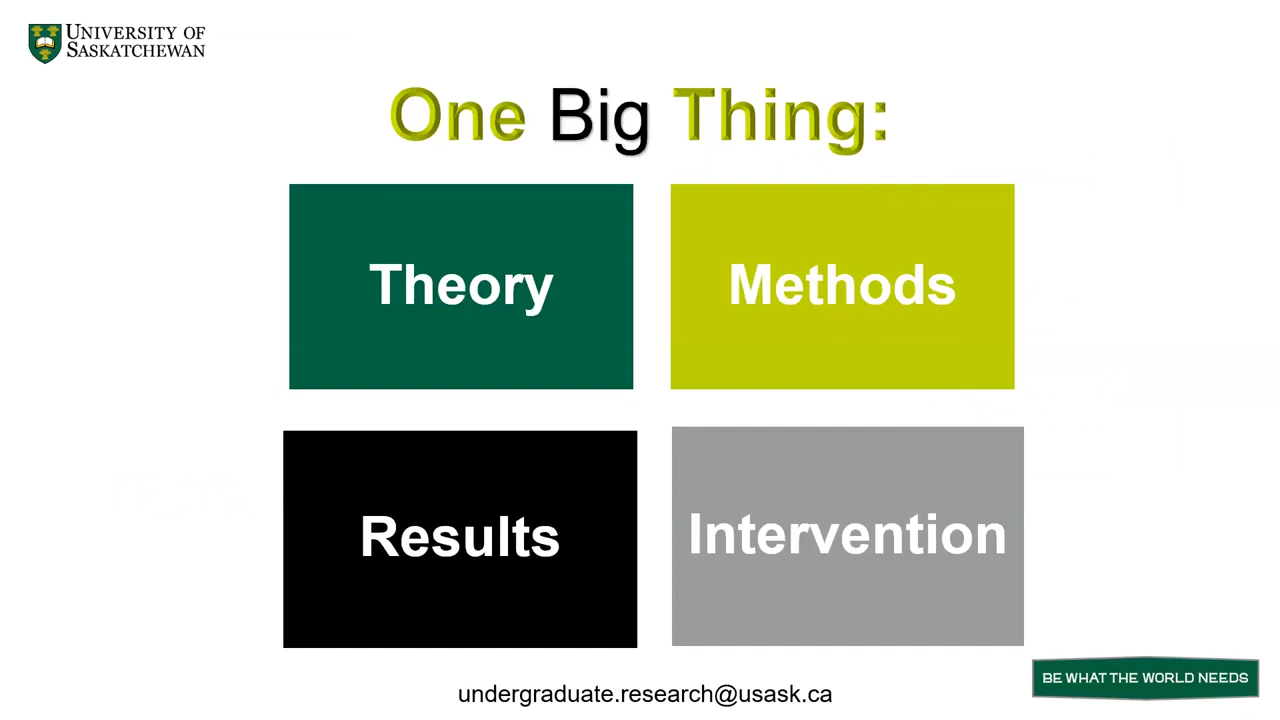 UNIVERSITY OF
SASKATCHEWAN
One Big Thing:
Theory
Methods
Results
Intervention
undergraduate.research@usask.ca
BE WHAT THE WORLD NEEDS